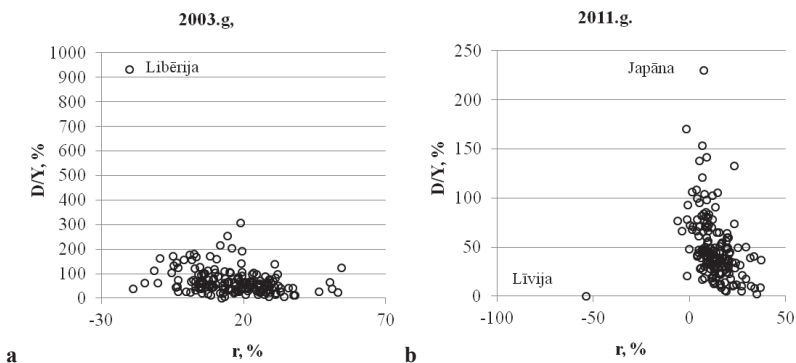 2003.g,
D/Y, %
1000
900
800
700
600
500
400
300
200
100
0
-30
20
70
r, %
Libērija
a
2011.g.
D/Y, %
250
200
150
100
50
0
-100
-50
0
50
r, %
Japāna
Līvija
b